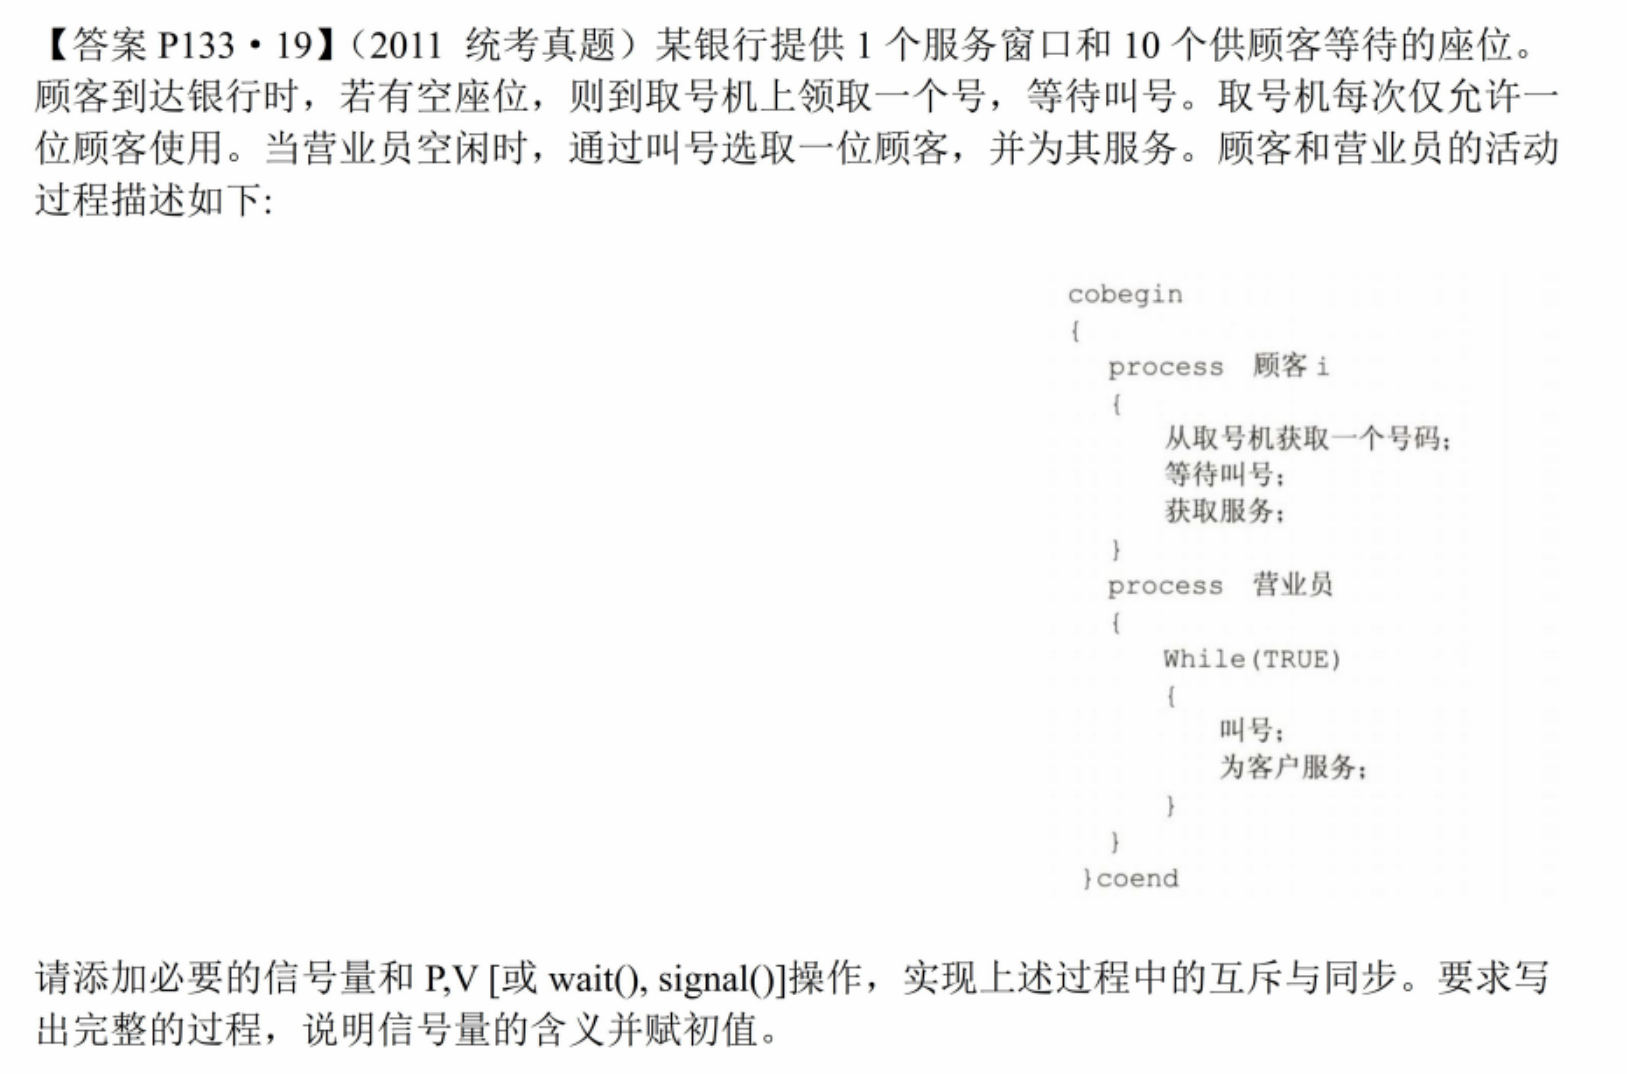 【答案 P133·19】（2011 统考真题）某银行提供 1 个服务窗口和 10 个供顾客等待的座位。
顾客到达银行时，若有空座位，则到取号机上领取一个号，等待叫号。取号机每次仅允许一
位顾客使用。当营业员空闲时，通过叫号选取一位顾客，并为其服务。顾客和营业员的活动
过程描述如下:
cobegin
{
process 顾客 i
{
从取号机获取一个号码;
等待叫号;
获取服务;
}
process 营业员
{
While(TRUE)
{
叫号;
为客户服务;
}
}
}coend
请添加必要的信号量和 P,V [或 wait(), signal()]操作，实现上述过程中的互斥与同步。要求写
出完整的过程，说明信号量的含义并赋初值。